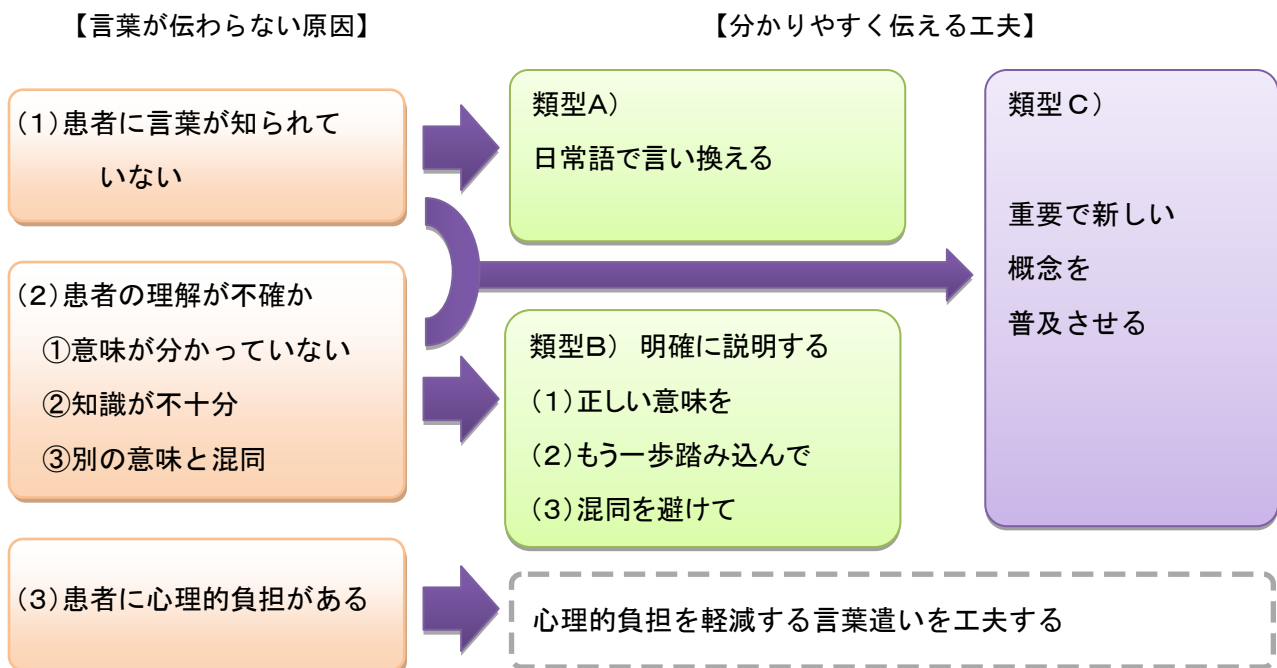 【言葉が伝わらない原因】
【分かりやすく伝える工夫】
(1)患者に言葉が知られて
いない
類型A)
日常語で言い換える
類型C)
重要で新しい
概念を
普及させる
(2)患者の理解が不確か
①意味が分かっていない
②知識が不十分
③別の意味と混同
類型B) 明確に説明する
(1)正しい意味を
(2)もう一歩踏み込んで
(3)混同を避けて
(3)患者に心理的負担がある
心理的負担を軽減する言葉遣いを工夫する